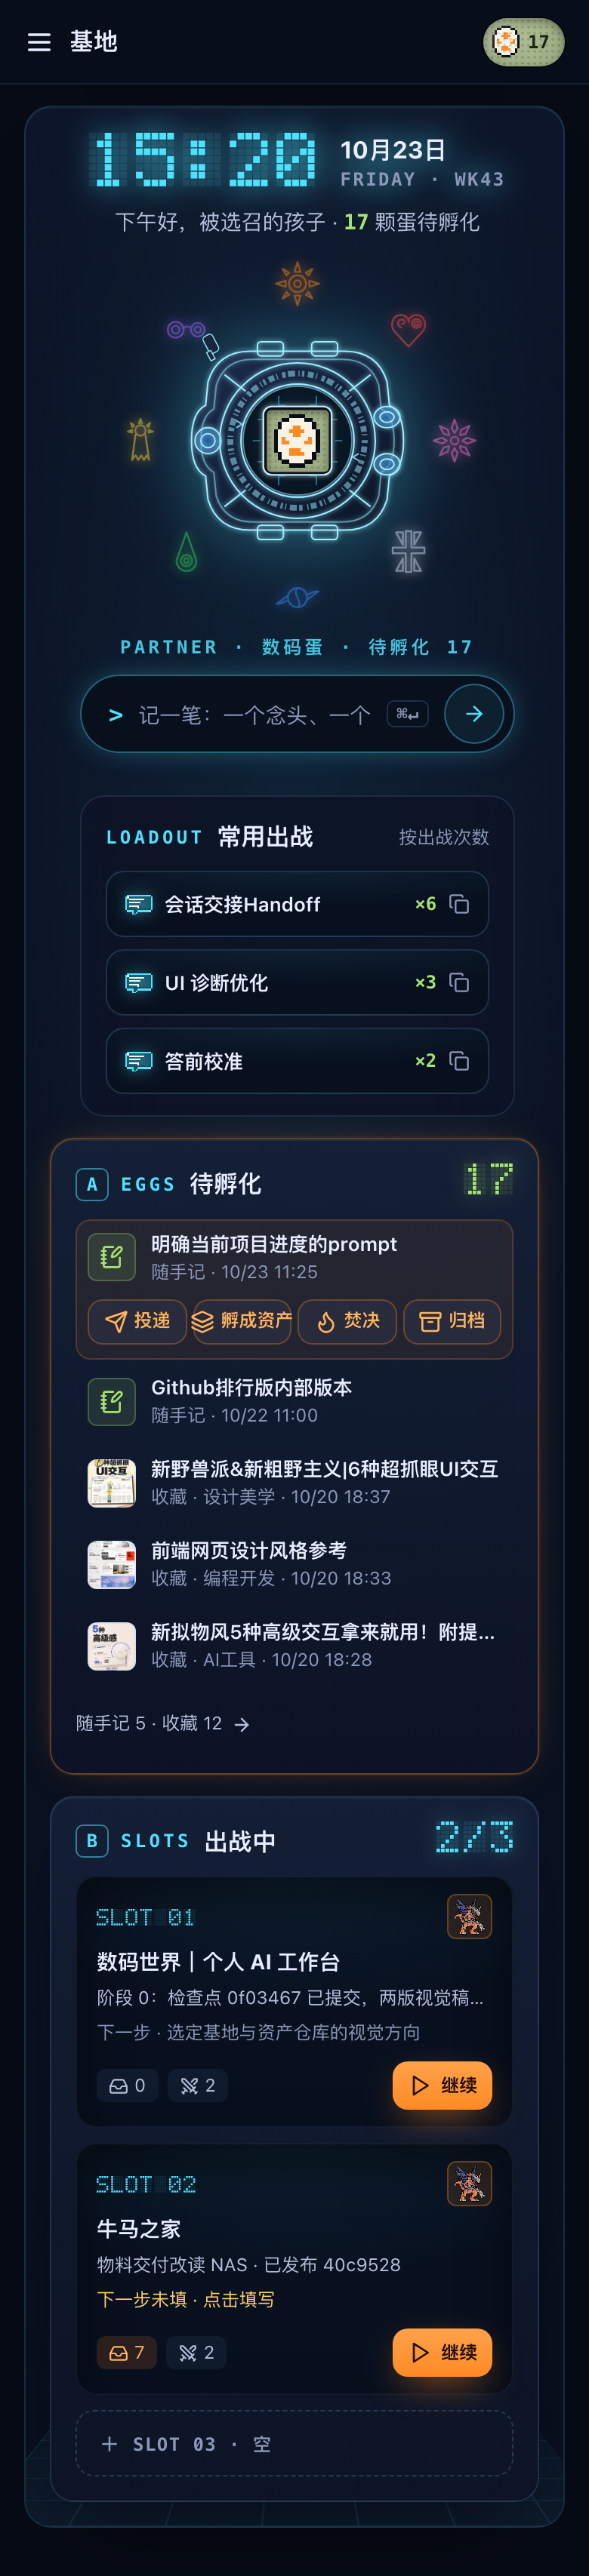 基地
17
15:20
10月23日
FRIDAY · WK43
下午好，被选召的孩子 · 17 颗蛋待孵化
PARTNER · 数码蛋 · 待孵化 17
> 记一笔：一个念头、一个 ⌘↵
LOADOUT 常用出战 按出战次数
会话交接Handoff ×6
UI 诊断优化 ×3
答前校准 ×2
A EGGS 待孵化 17
明确当前项目进度的prompt
随手记 · 10/23 11:25
投递 孵成资产 焚决 归档
Github排行版内部版本
随手记 · 10/22 11:00
新野兽派&新粗野主义|6种超抓眼UI交互
收藏 · 设计美学 · 10/20 18:37
前端网页设计风格参考
收藏 · 编程开发 · 10/20 18:33
新拟物风5种高级交互拿来就用！附提...
收藏 · AI工具 · 10/20 18:28
随手记 5 · 收藏 12 →
B SLOTS 出战中 2/3
SLOT 01
数码世界｜个人 AI 工作台
阶段 0：检查点 0f03467 已提交，两版视觉稿...
下一步 · 选定基地与资产仓库的视觉方向
0 2 继续
SLOT 02
牛马之家
物料交付改读 NAS · 已发布 40c9528
下一步未填 · 点击填写
7 2 继续
+ SLOT 03 · 空